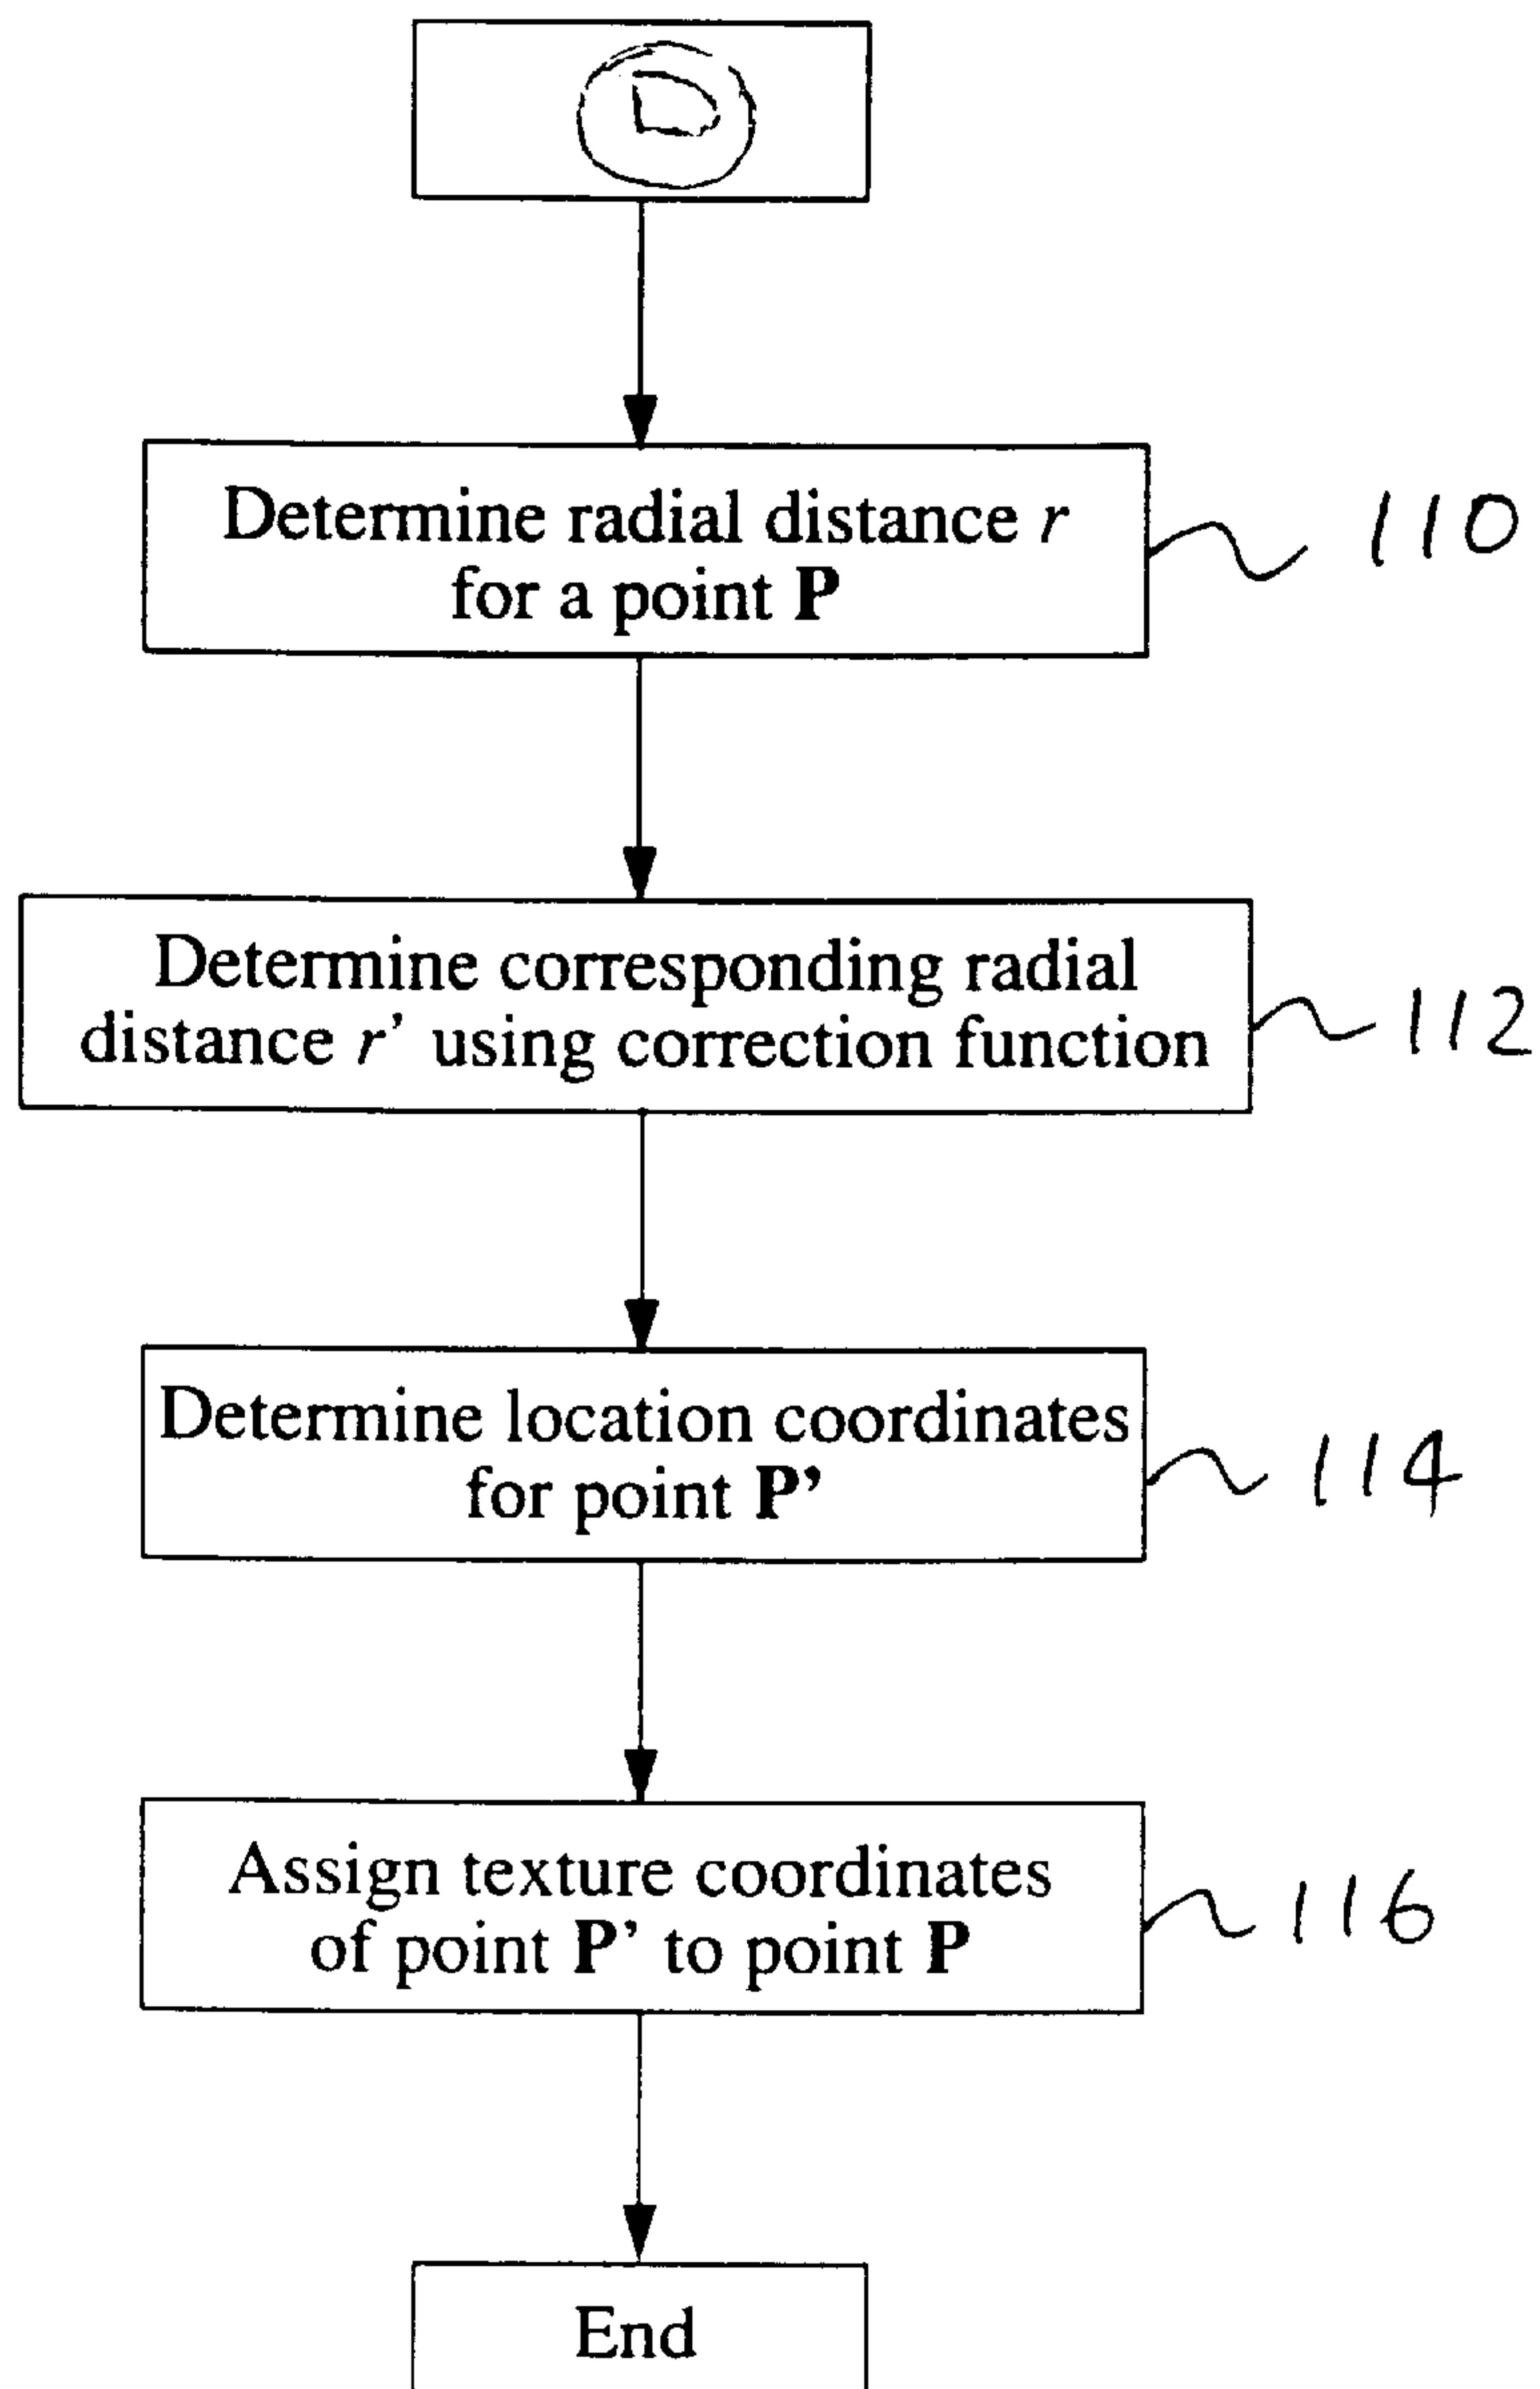 D
Determine radial distance r
for a point P
110
Determine corresponding radial
distance r' using correction function
112
Determine location coordinates
for point P'
114
Assign texture coordinates
of point P' to point P
116
End